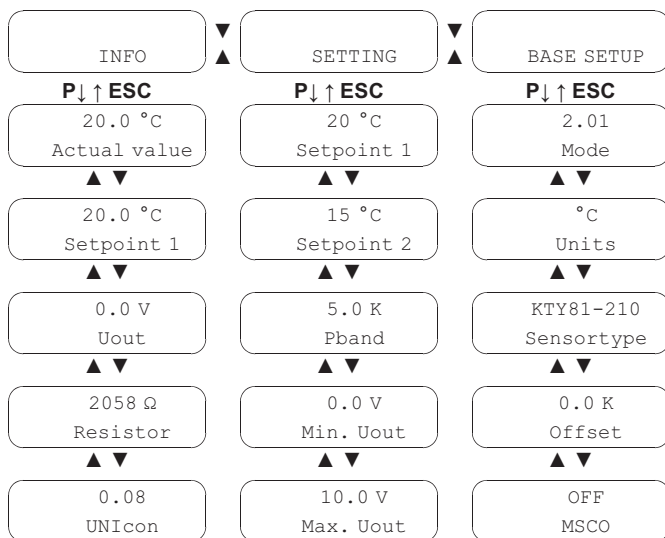 ▼ ▼
INFO ▲ SETTING ▲ BASE SETUP
P↓ ↑ ESC P↓ ↑ ESC P↓ ↑ ESC
20.0 °C 20 °C 2.01
Actual value Setpoint 1 Mode
▲ ▼ ▲ ▼ ▲ ▼
20.0 °C 15 °C °C
Setpoint 1 Setpoint 2 Units
▲ ▼ ▲ ▼ ▲ ▼
0.0 V 5.0 K KTY81-210
Uout Pband Sensortype
▲ ▼ ▲ ▼ ▲ ▼
2058 Ω 0.0 V 0.0 K
Resistor Min. Uout Offset
▲ ▼ ▲ ▼ ▲ ▼
0.08 10.0 V OFF
UNIcon Max. Uout MSCO